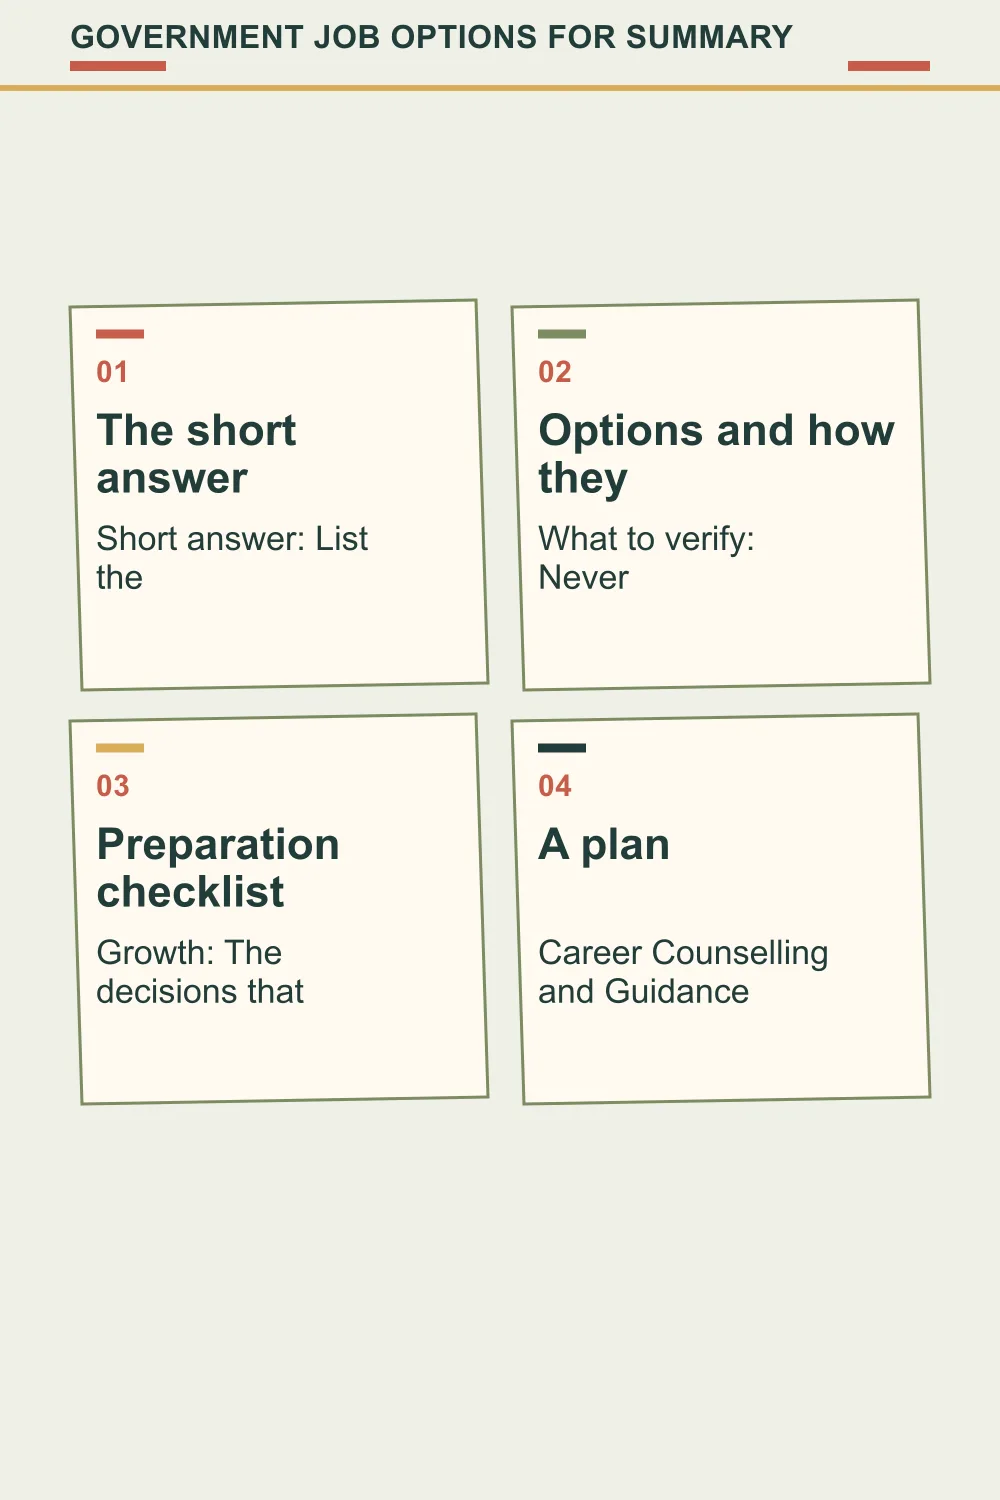 GOVERNMENT JOB OPTIONS FOR SUMMARY
01
The short
answer
Short answer: List
the
02
Options and how
they
What to verify:
Never
03
Preparation
checklist
Growth: The
decisions that
04
A plan
Career Counselling
and Guidance